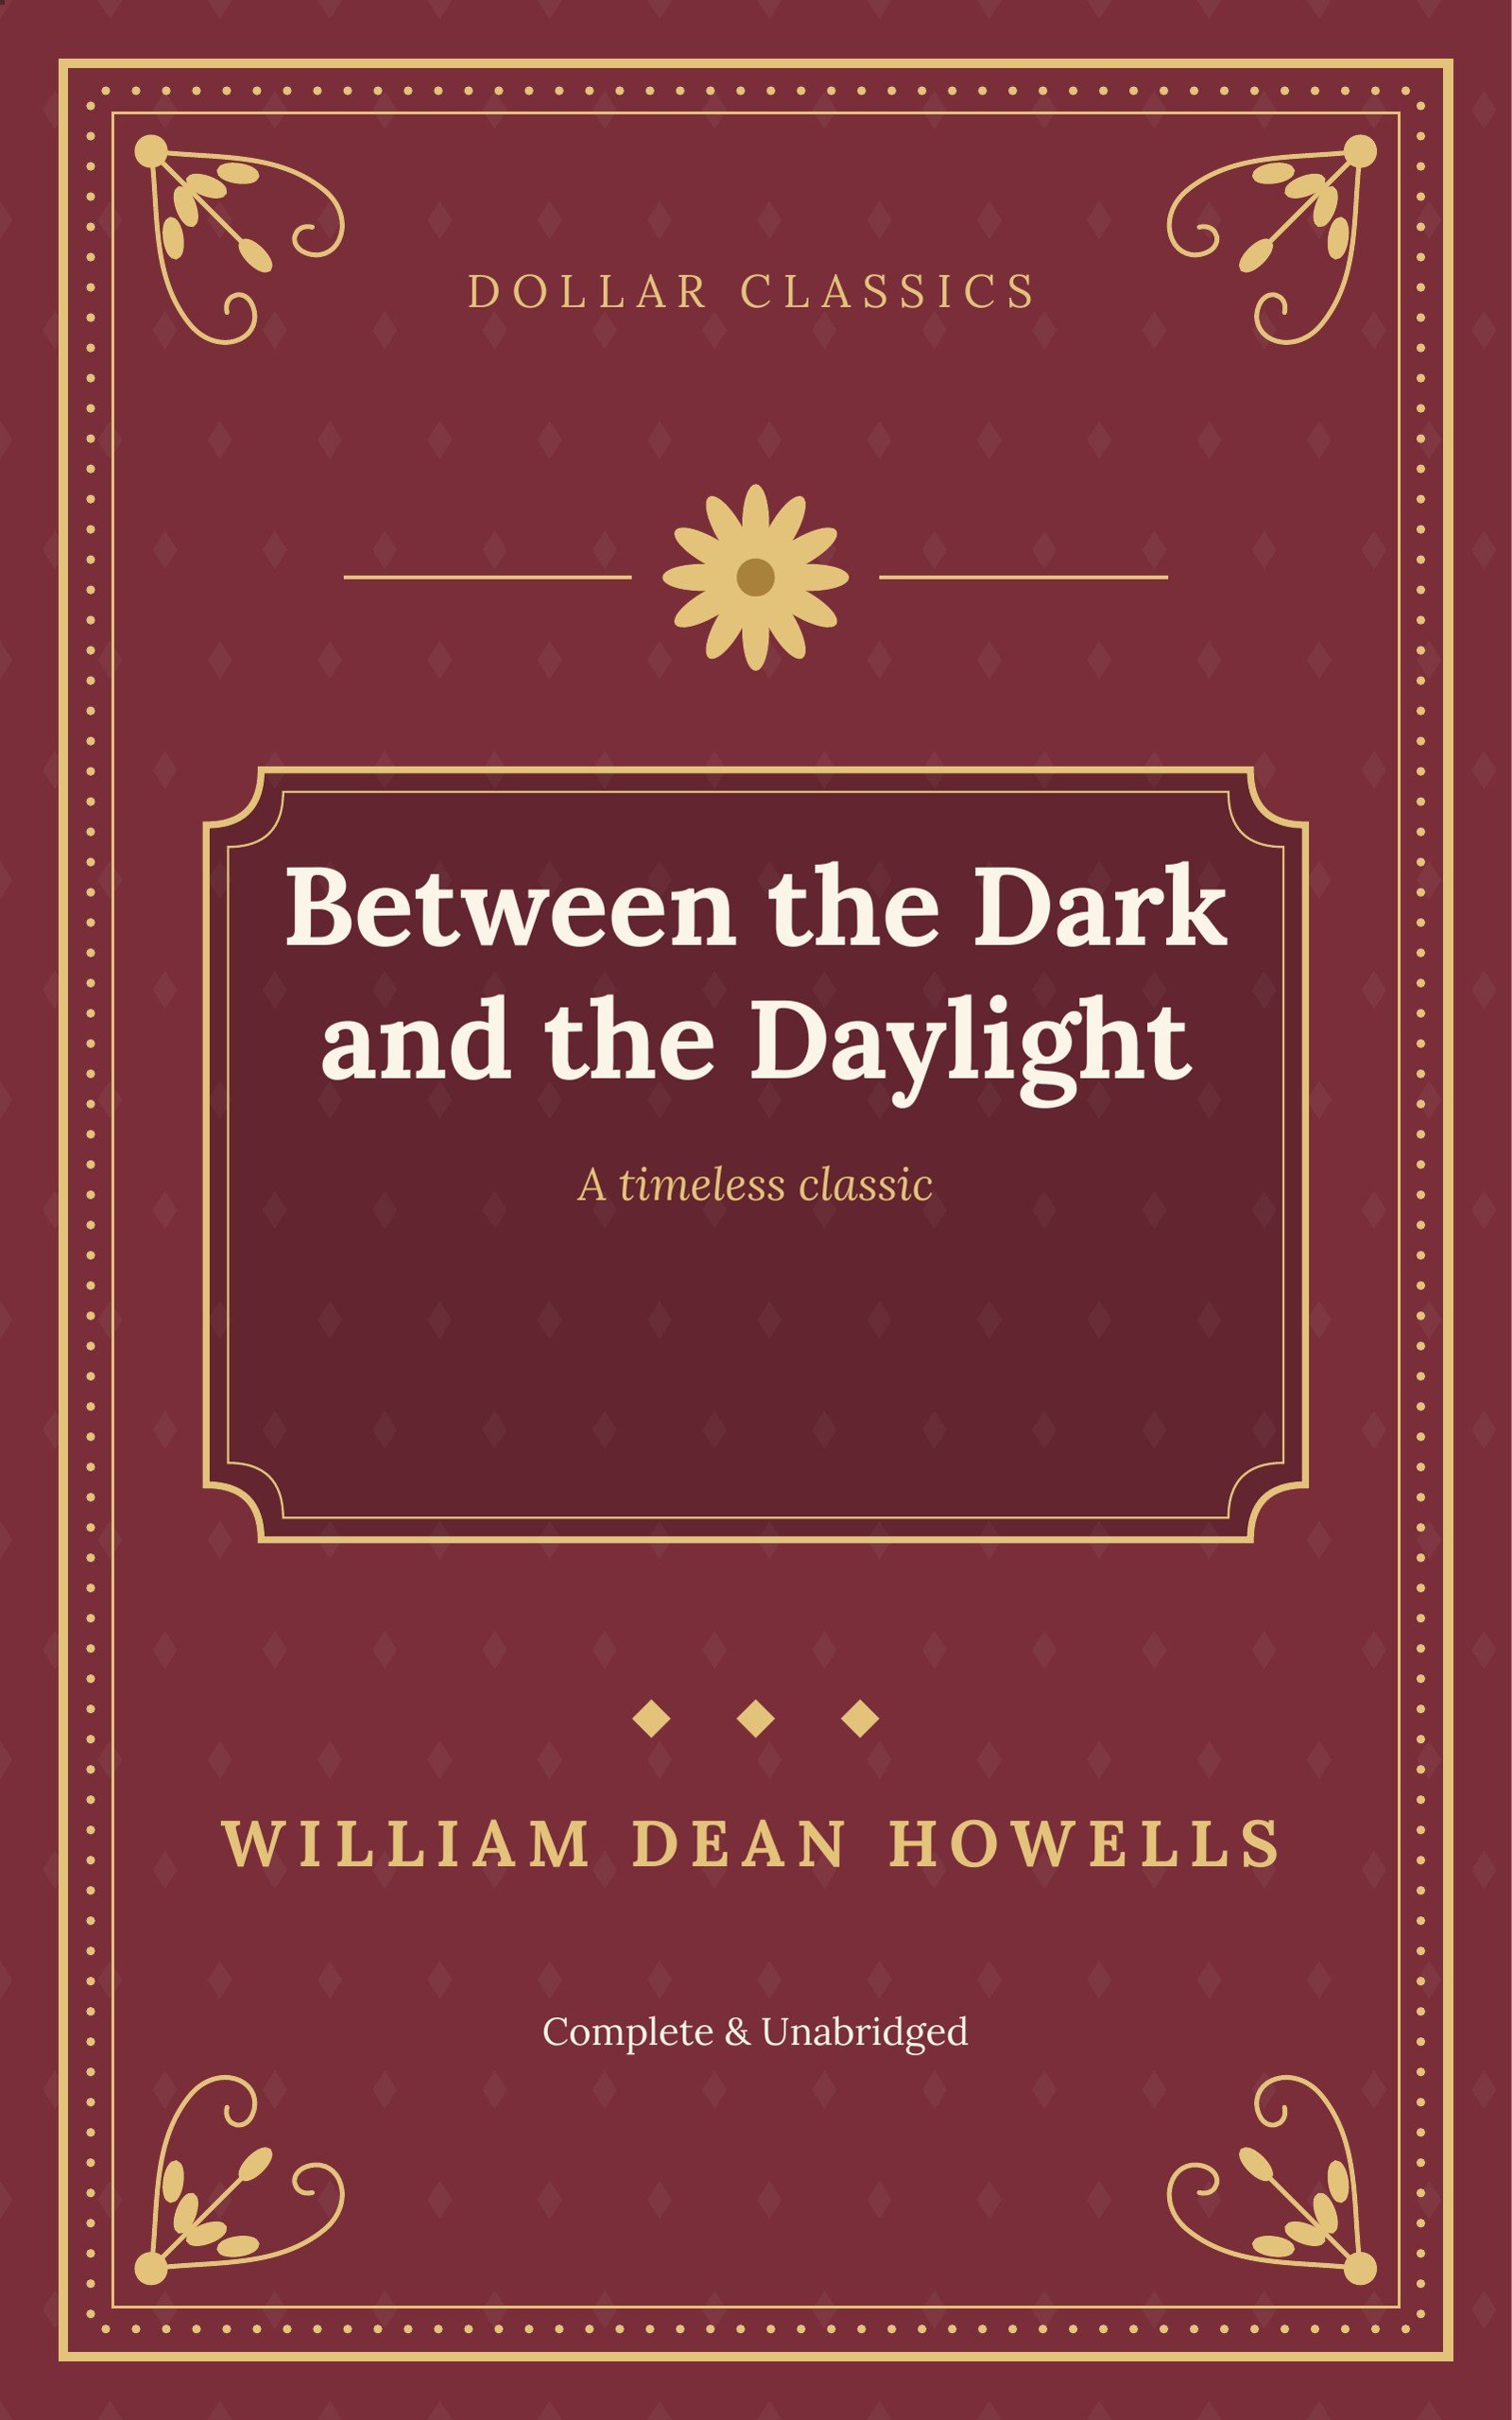 DOLLAR CLASSICS
Between the Dark
and the Daylight
A timeless classic
WILLIAM DEAN HOWELLS
Complete & Unabridged